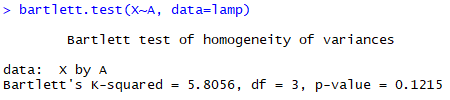 > bartlett.test(X~A, data=lamp)
Bartlett test of homogeneity of variances
data:  X by A
Bartlett's K-squared = 5.8056, df = 3, p-value = 0.1215